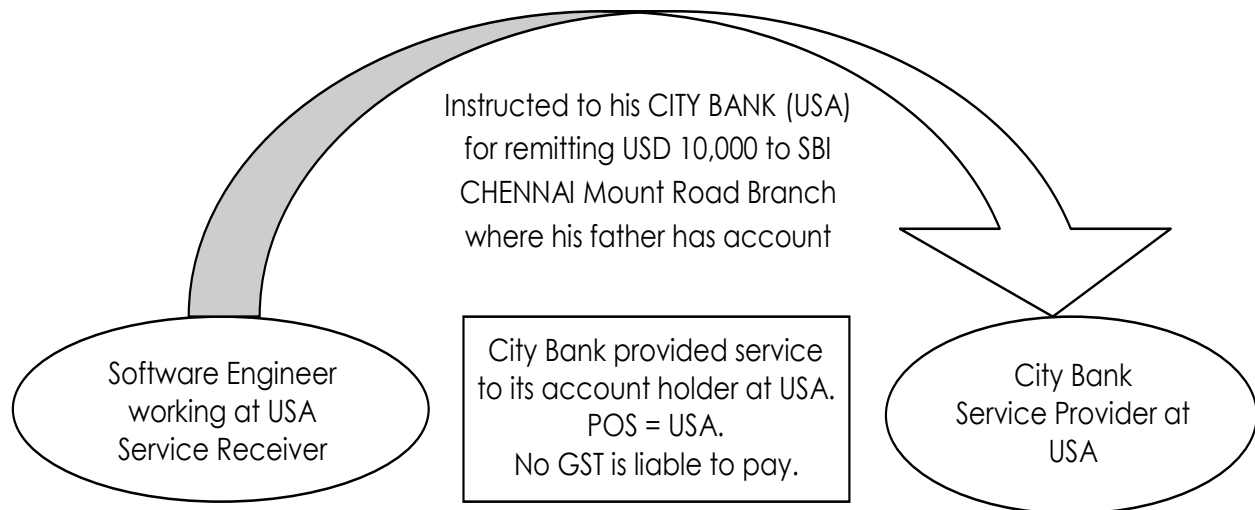 Instructed to his CITY BANK (USA)
for remitting USD 10,000 to SBI
CHENNAI Mount Road Branch
where his father has account
Software Engineer
working at USA
Service Receiver
City Bank provided service
to its account holder at USA.
POS = USA.
No GST is liable to pay.
City Bank
Service Provider at
USA